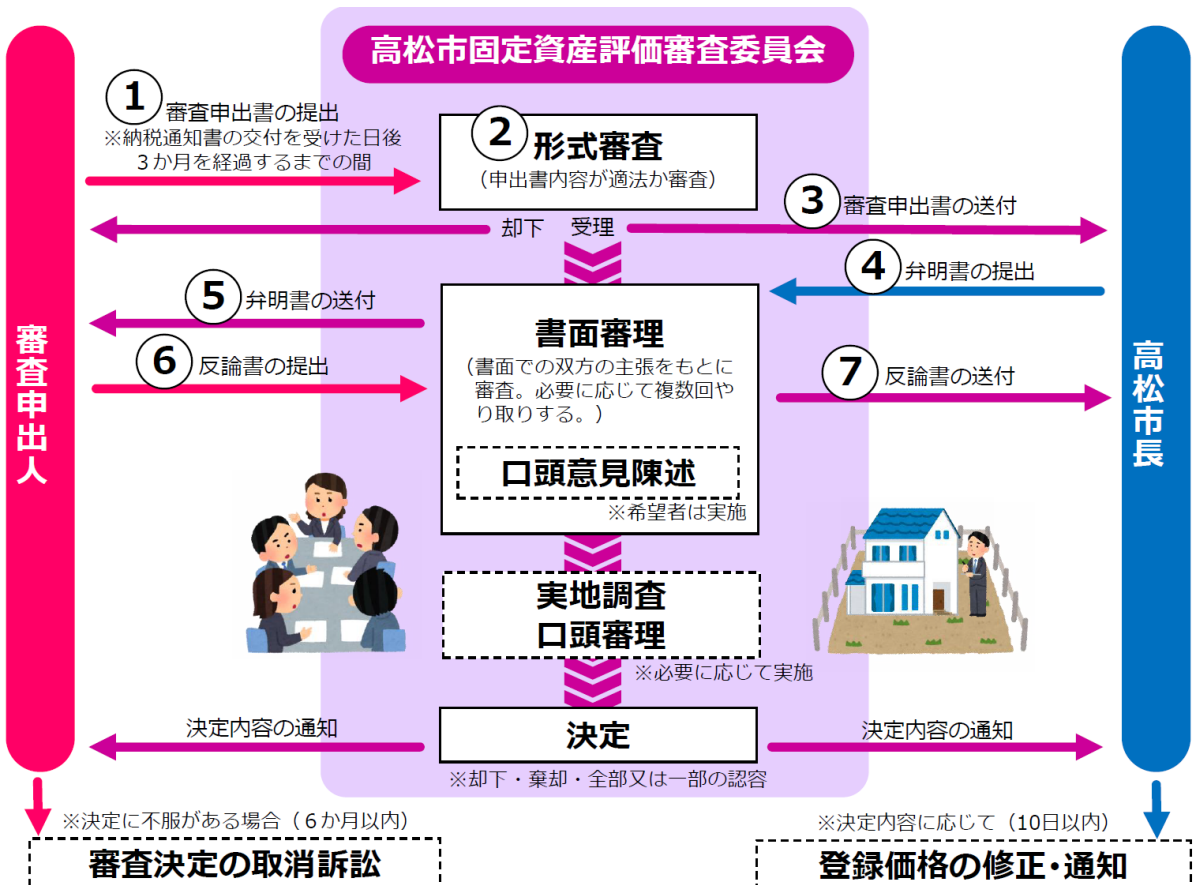 高松市固定資産評価審査委員会
① 審査申出書の提出
※納税通知書の交付を受けた日後
3か月を経過するまでの間
② 形式審査
（申出書内容が適法か審査）
却下 受理
③ 審査申出書の送付
④ 弁明書の提出
⑤ 弁明書の送付
書面審理
（書面での双方の主張をもとに
審査。必要に応じて複数回や
り取りする。）
⑥ 反論書の提出
⑦ 反論書の送付
審査申出人
高松市長
口頭意見陳述
※希望者は実施
実地調査
口頭審理
※必要に応じて実施
決定内容の通知
決定
決定内容の通知
※却下・棄却・全部又は一部の認容
※決定に不服がある場合（６か月以内）
審査決定の取消訴訟
※決定内容に応じて（10日以内）
登録価格の修正・通知